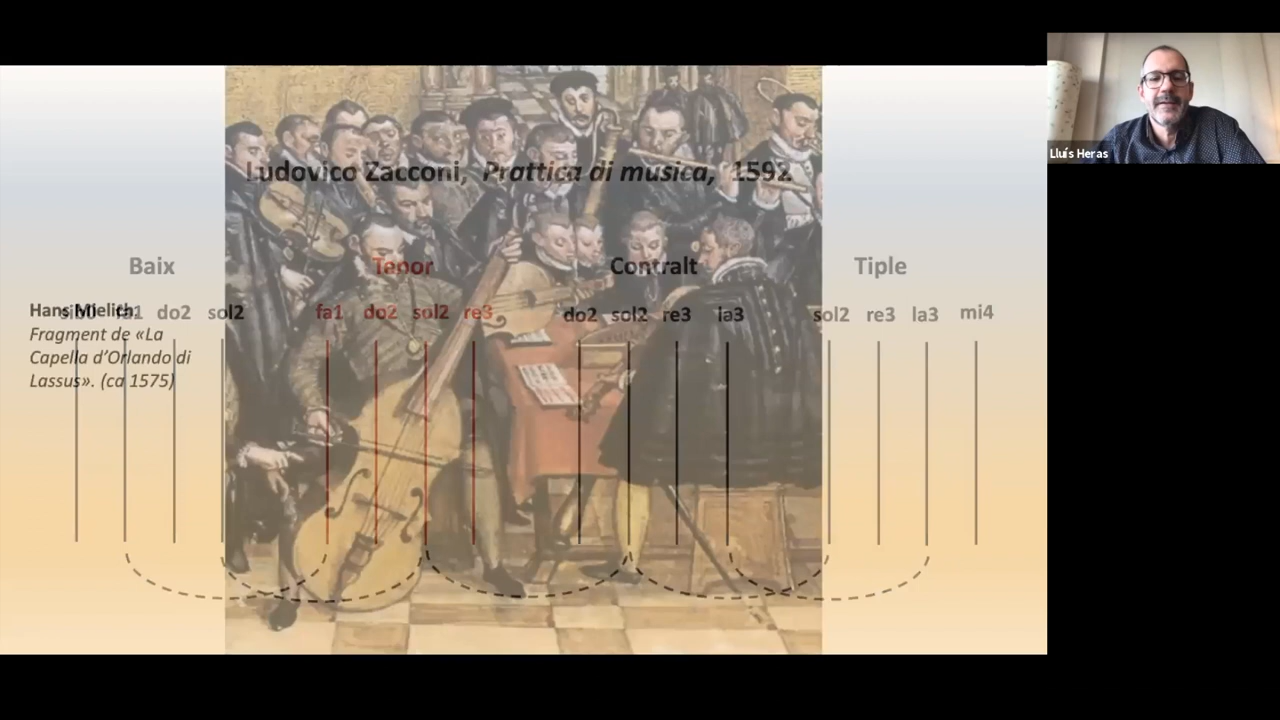 Ludovico Zacconi, Prattica di musica, 1592
Baix Tenor Contralt Tiple
do2 sol2 fa1 do2 sol2 re3 do2 sol2 re3 la3 sol2 re3 la3 mi4
Hans Mielich.
Fragment de «La
Capella d'Orlando di
Lassus». (ca 1575)
Lluís Heras